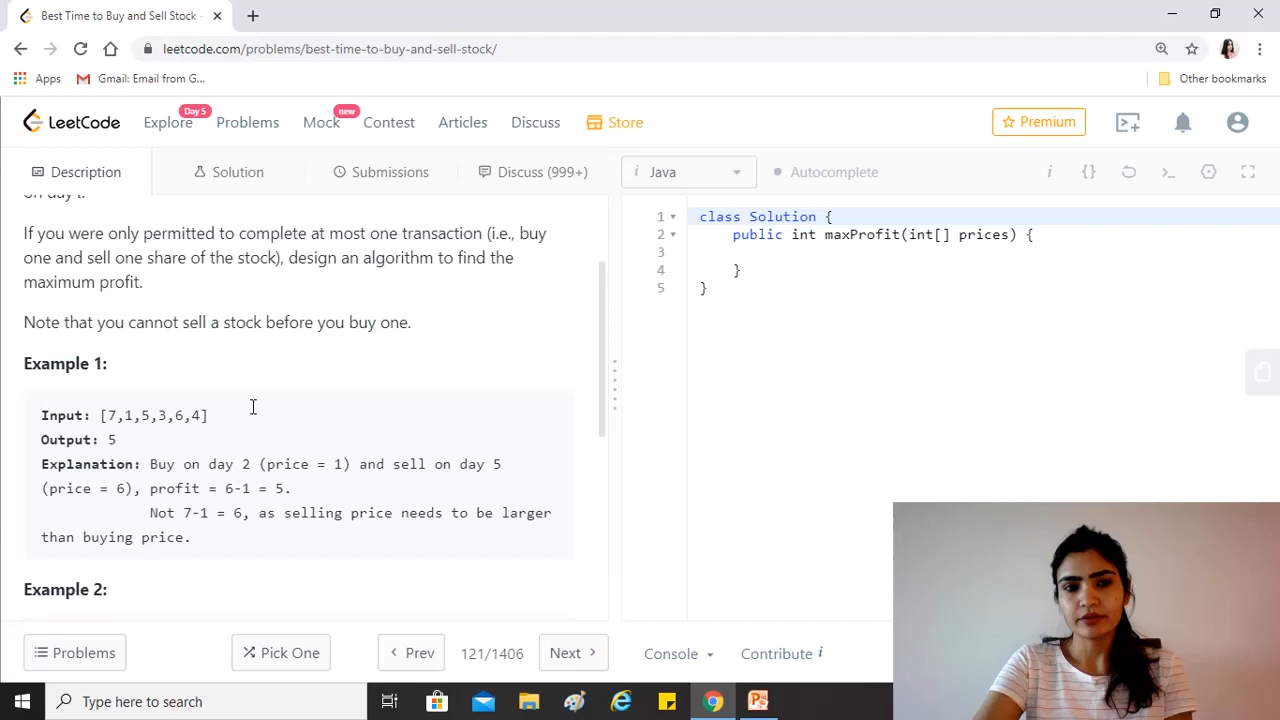 Best Time to Buy and Sell Stock -
leetcode.com/problems/best-time-to-buy-and-sell-stock/
Apps
Gmail: Email from G...
Other bookmarks
LeetCode
Explore
Day 5
Problems
Mock
new
Contest
Articles
Discuss
Store
Premium
Description
Solution
Submissions
Discuss (999+)
i Java
Autocomplete
i {}
If you were only permitted to complete at most one transaction (i.e., buy
one and sell one share of the stock), design an algorithm to find the
maximum profit.
Note that you cannot sell a stock before you buy one.
Example 1:
Input: [7,1,5,3,6,4]
Output: 5
Explanation: Buy on day 2 (price = 1) and sell on day 5
(price = 6), profit = 6-1 = 5.
Not 7-1 = 6, as selling price needs to be larger
than buying price.
Example 2:
1 class Solution {
2 public int maxProfit(int[] prices) {
3
4 }
5 }
Problems
Pick One
Prev
121/1406
Next
Console
Contribute i
Type here to search